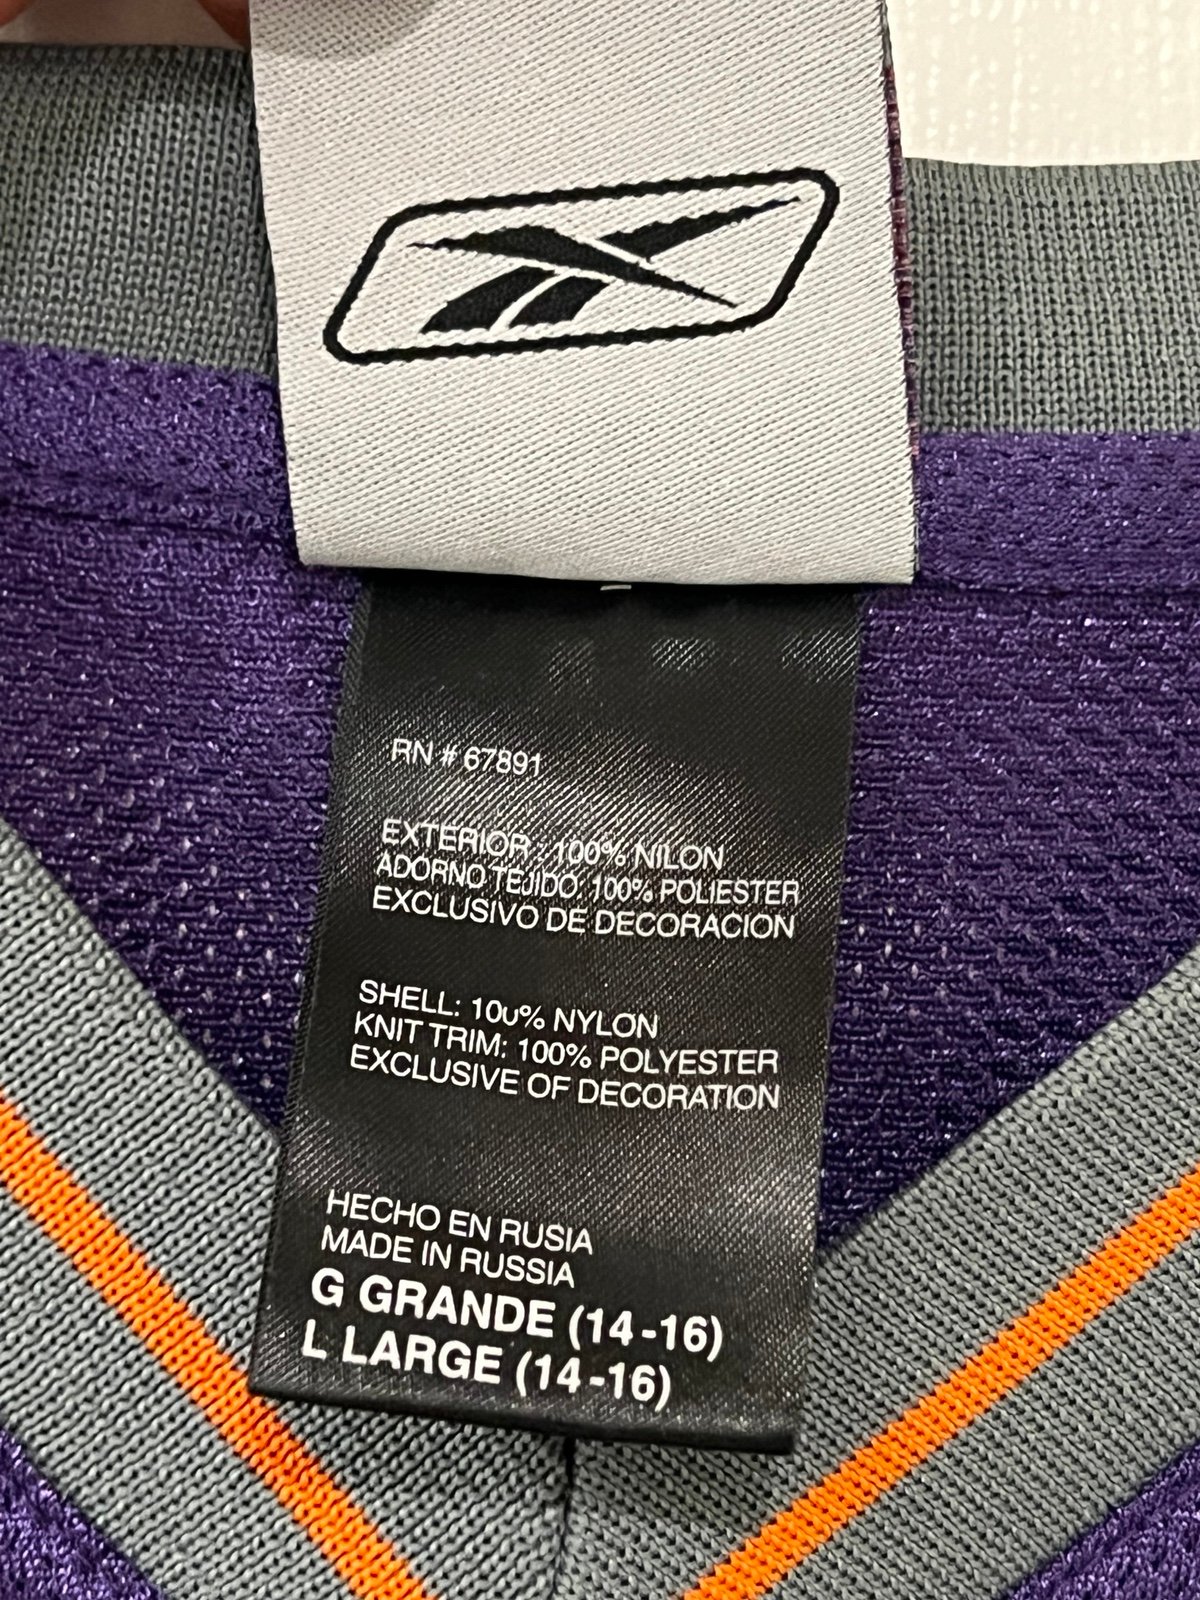 RN # 67891
EXTERIOR : 100% NILON
ADORNO TEJIDO: 100% POLIESTER
EXCLUSIVO DE DECORACION
SHELL: 100% NYLON
KNIT TRIM: 100% POLYESTER
EXCLUSIVE OF DECORATION
HECHO EN RUSIA
MADE IN RUSSIA
G GRANDE (14-16)
L LARGE (14-16)